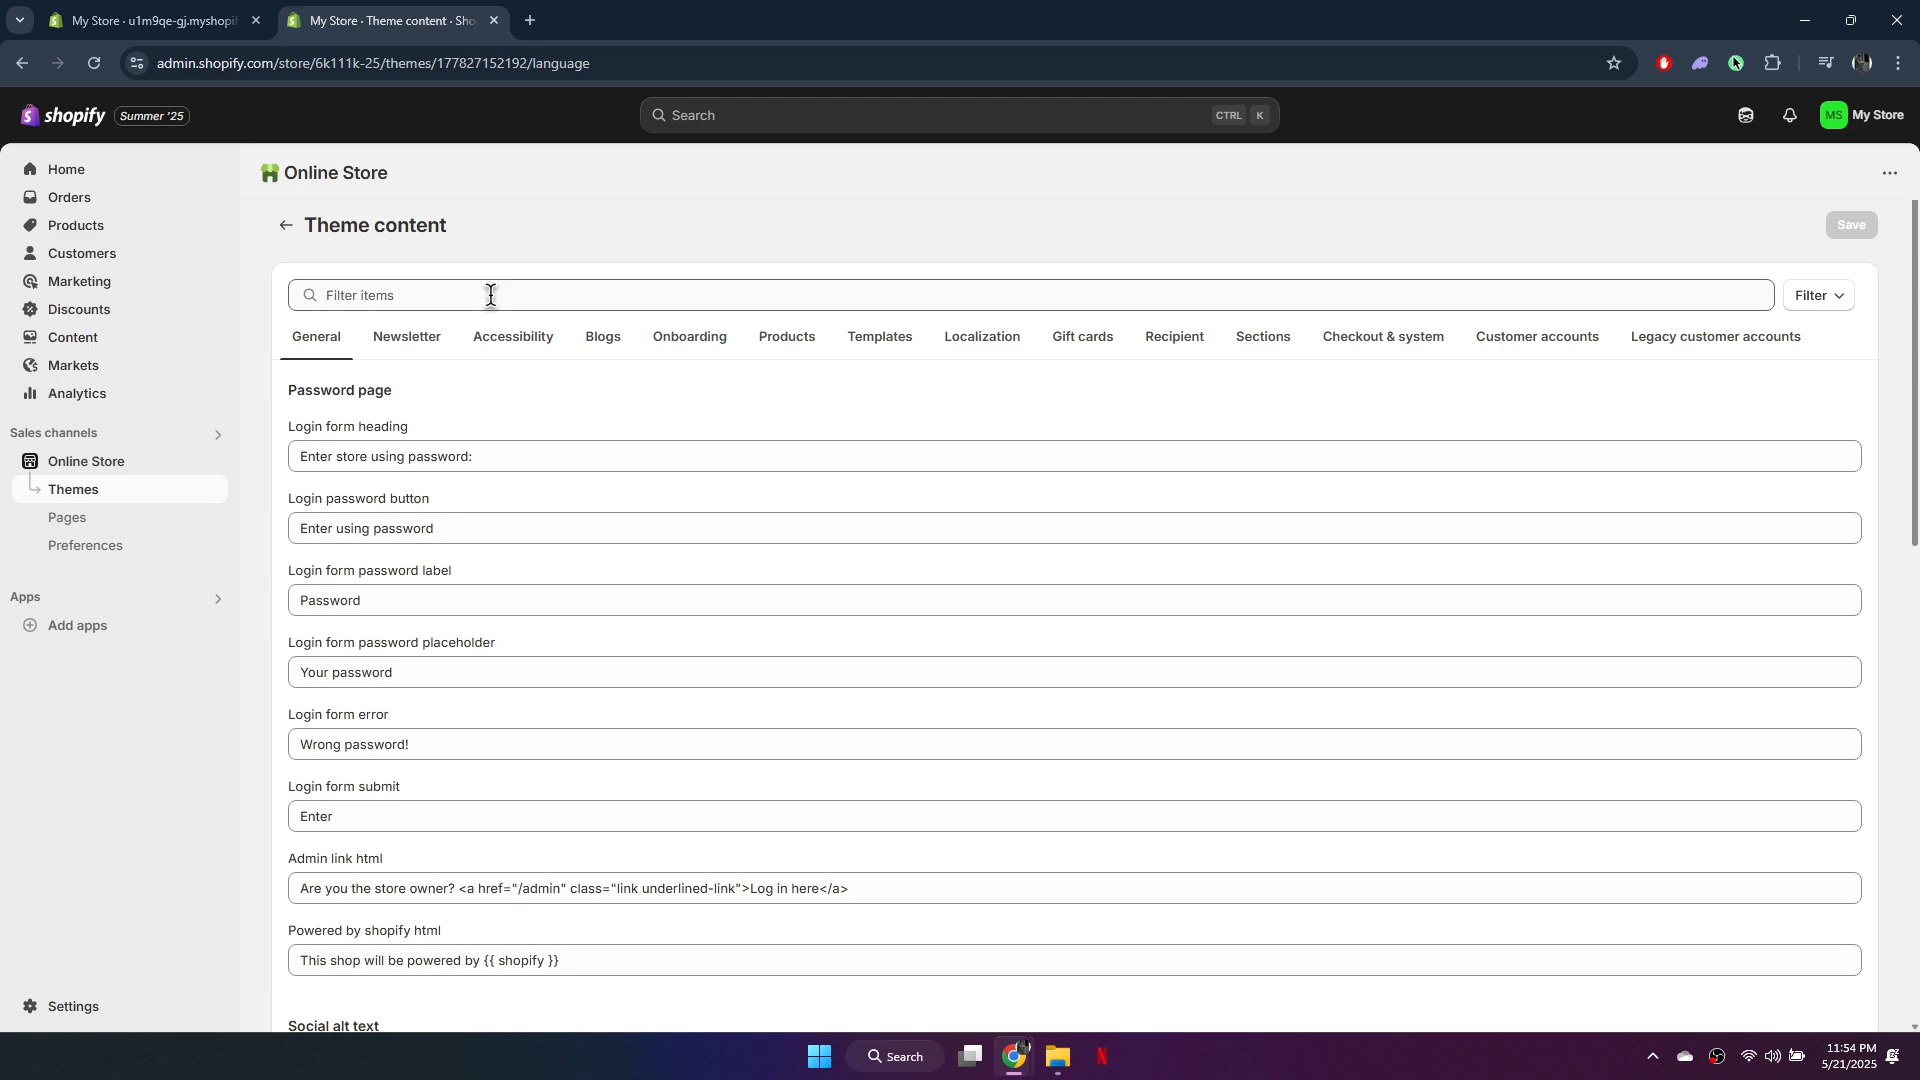 My Store · u1m9qe-gj.myshopif
My Store · Theme content · Sho
admin.shopify.com/store/6k111k-25/themes/177827152192/language
shopify
Summer '25
Search
CTRL
K
MS
My Store
Home
Orders
Products
Customers
Marketing
Discounts
Content
Markets
Analytics
Sales channels
Online Store
Themes
Pages
Preferences
Apps
Add apps
Settings
Online Store
Theme content
Save
Filter items
Filter
General
Newsletter
Accessibility
Blogs
Onboarding
Products
Templates
Localization
Gift cards
Recipient
Sections
Checkout & system
Customer accounts
Legacy customer accounts
Password page
Login form heading
Enter store using password:
Login password button
Enter using password
Login form password label
Password
Login form password placeholder
Your password
Login form error
Wrong password!
Login form submit
Enter
Admin link html
Are you the store owner? <a href="/admin" class="link underlined-link">Log in here</a>
Powered by shopify html
This shop will be powered by {{ shopify }}
Social alt text
Search
N
11:54 PM
5/21/2025